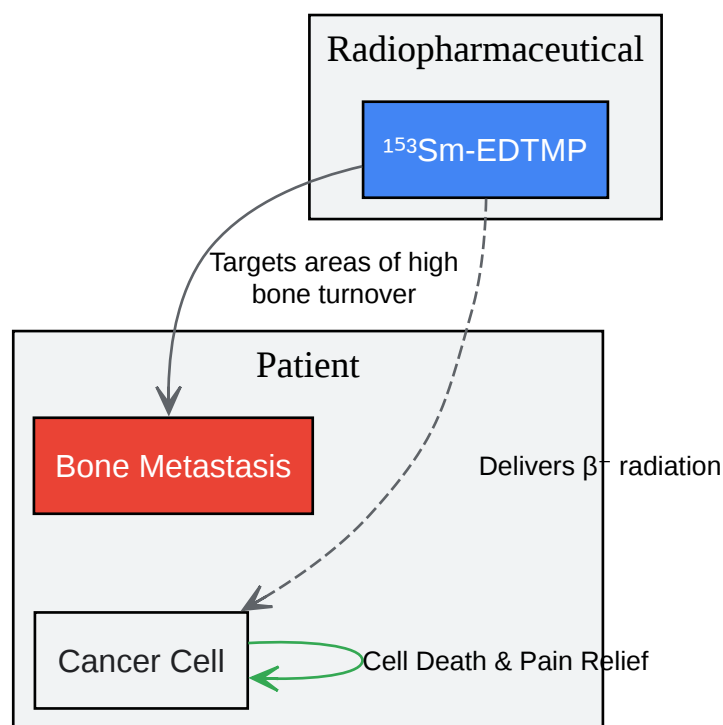 Radiopharmaceutical
¹⁵³Sm-EDTMP
Targets areas of high
bone turnover
Patient
Bone Metastasis
Delivers β⁻ radiation
Cancer Cell
Cell Death & Pain Relief